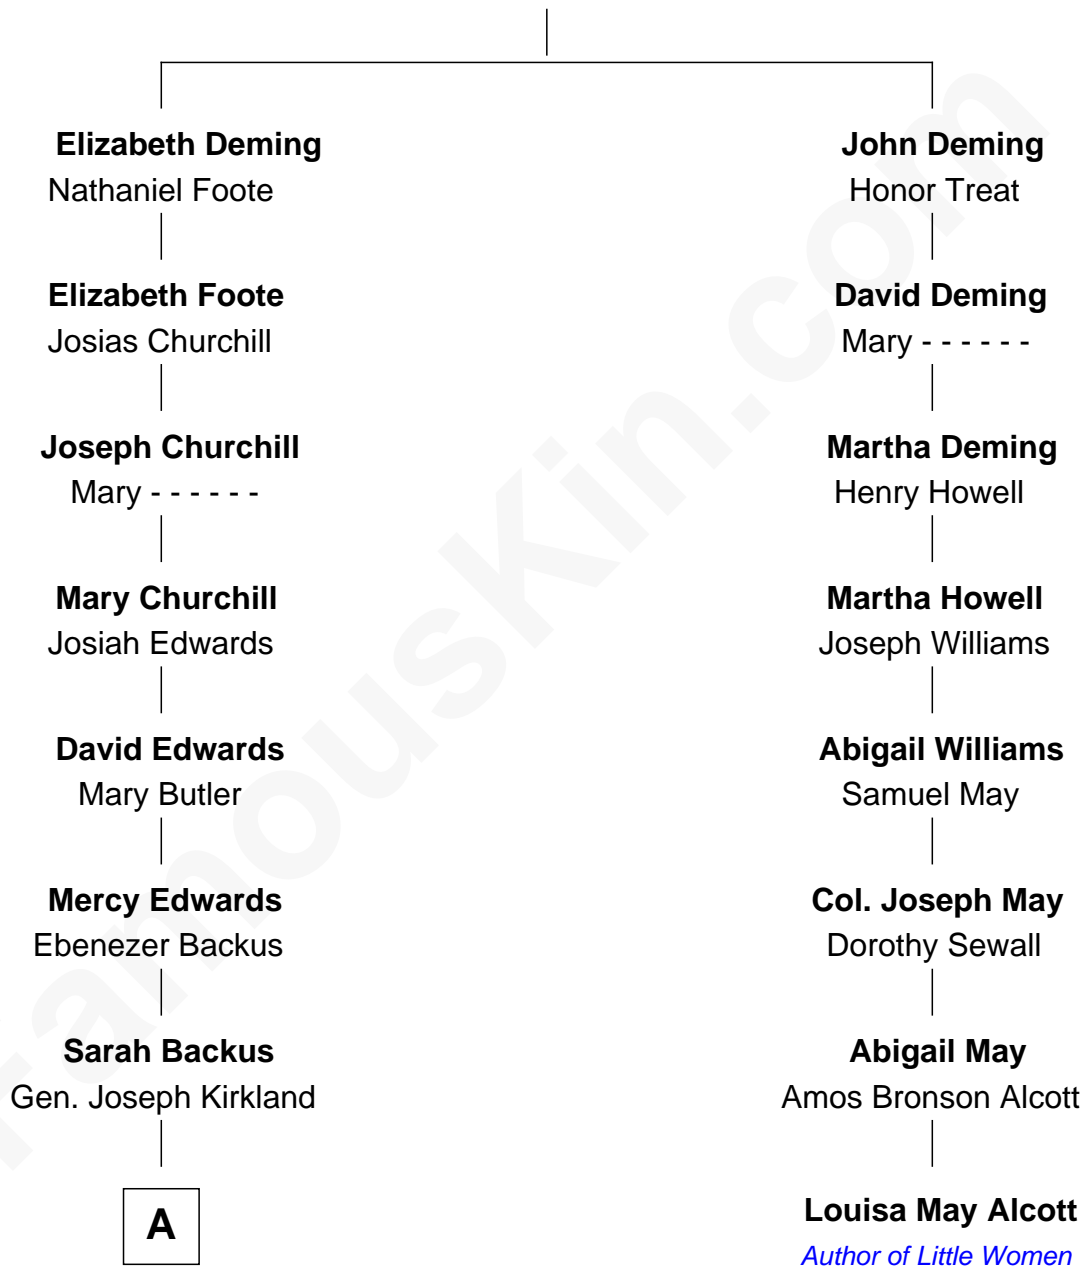 Elizabeth Deming
Nathaniel Foote
Elizabeth Foote
Josias Churchill
Joseph Churchill
Mary - - - - - -
Mary Churchill
Josiah Edwards
David Edwards
Mary Butler
Mercy Edwards
Ebenezer Backus
Sarah Backus
Gen. Joseph Kirkland
A
John Deming
Honor Treat
David Deming
Mary - - - - - -
Martha Deming
Henry Howell
Martha Howell
Joseph Williams
Abigail Williams
Samuel May
Col. Joseph May
Dorothy Sewall
Abigail May
Amos Bronson Alcott
Louisa May Alcott
Author of Little Women
FamousKin.com